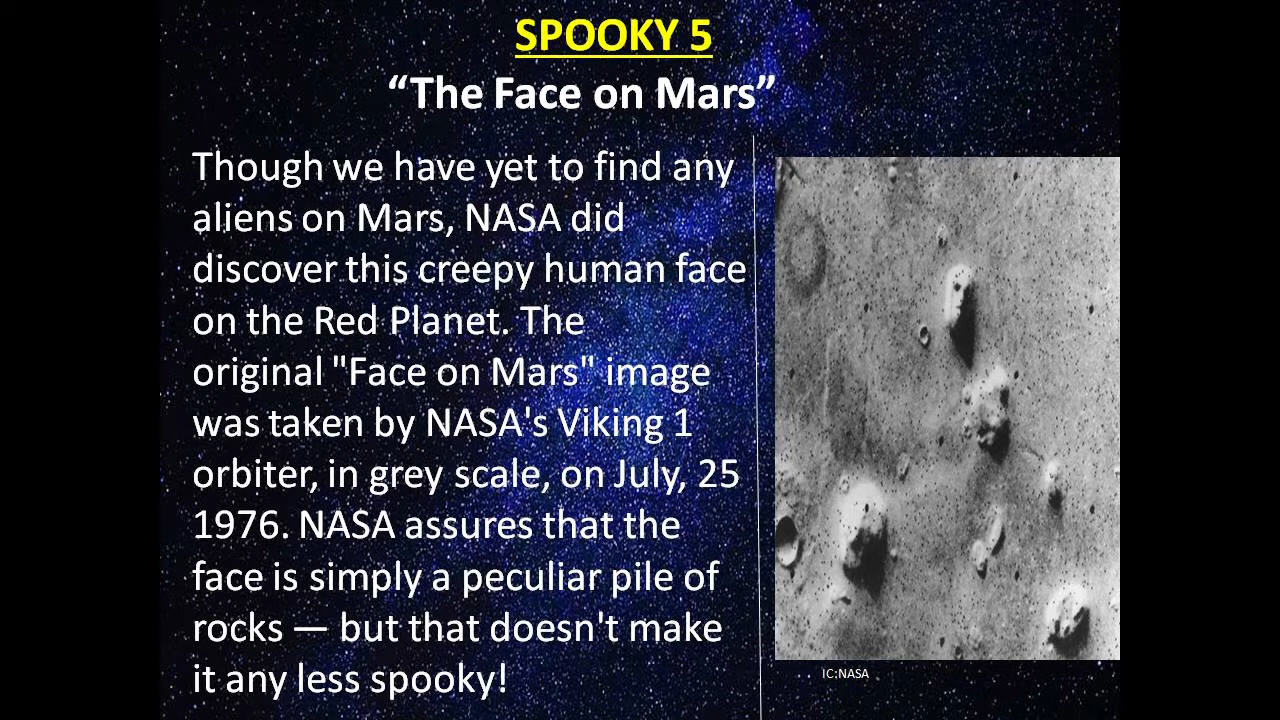 SPOOKY 5
“The Face on Mars”
Though we have yet to find any
aliens on Mars, NASA did
discover this creepy human face
on the Red Planet. The
original "Face on Mars" image
was taken by NASA's Viking 1
orbiter, in grey scale, on July, 25
1976. NASA assures that the
face is simply a peculiar pile of
rocks — but that doesn't make
it any less spooky!
IC:NASA